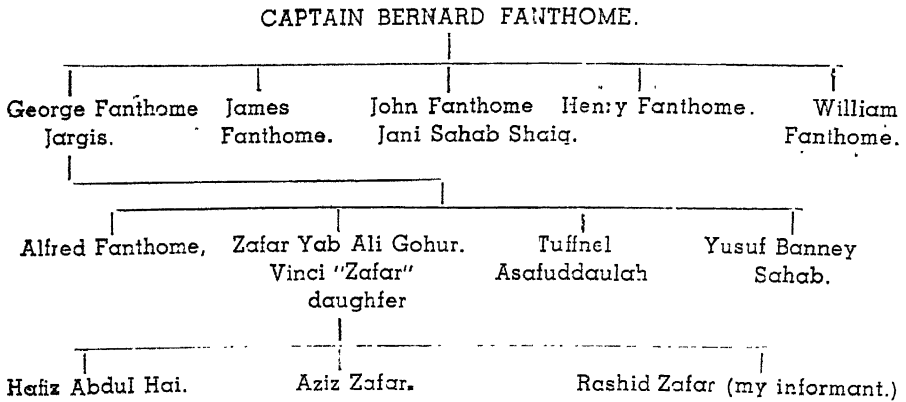 CAPTAIN BERNARD FANTHOME.
George Fanthome James John Fanthome Henry Fanthome. William
Jargis. Fanthome. Jani Sahab Shaiq. Fanthome.
Alfred Fanthome, Zafar Yab Ali Gohur. Tuffnel Yusuf Banney
Vinci "Zafar" Asafuddaulah Sahab.
daughfer
Hafiz Abdul Hai. Aziz Zafar. Rashid Zafar (my informant.)